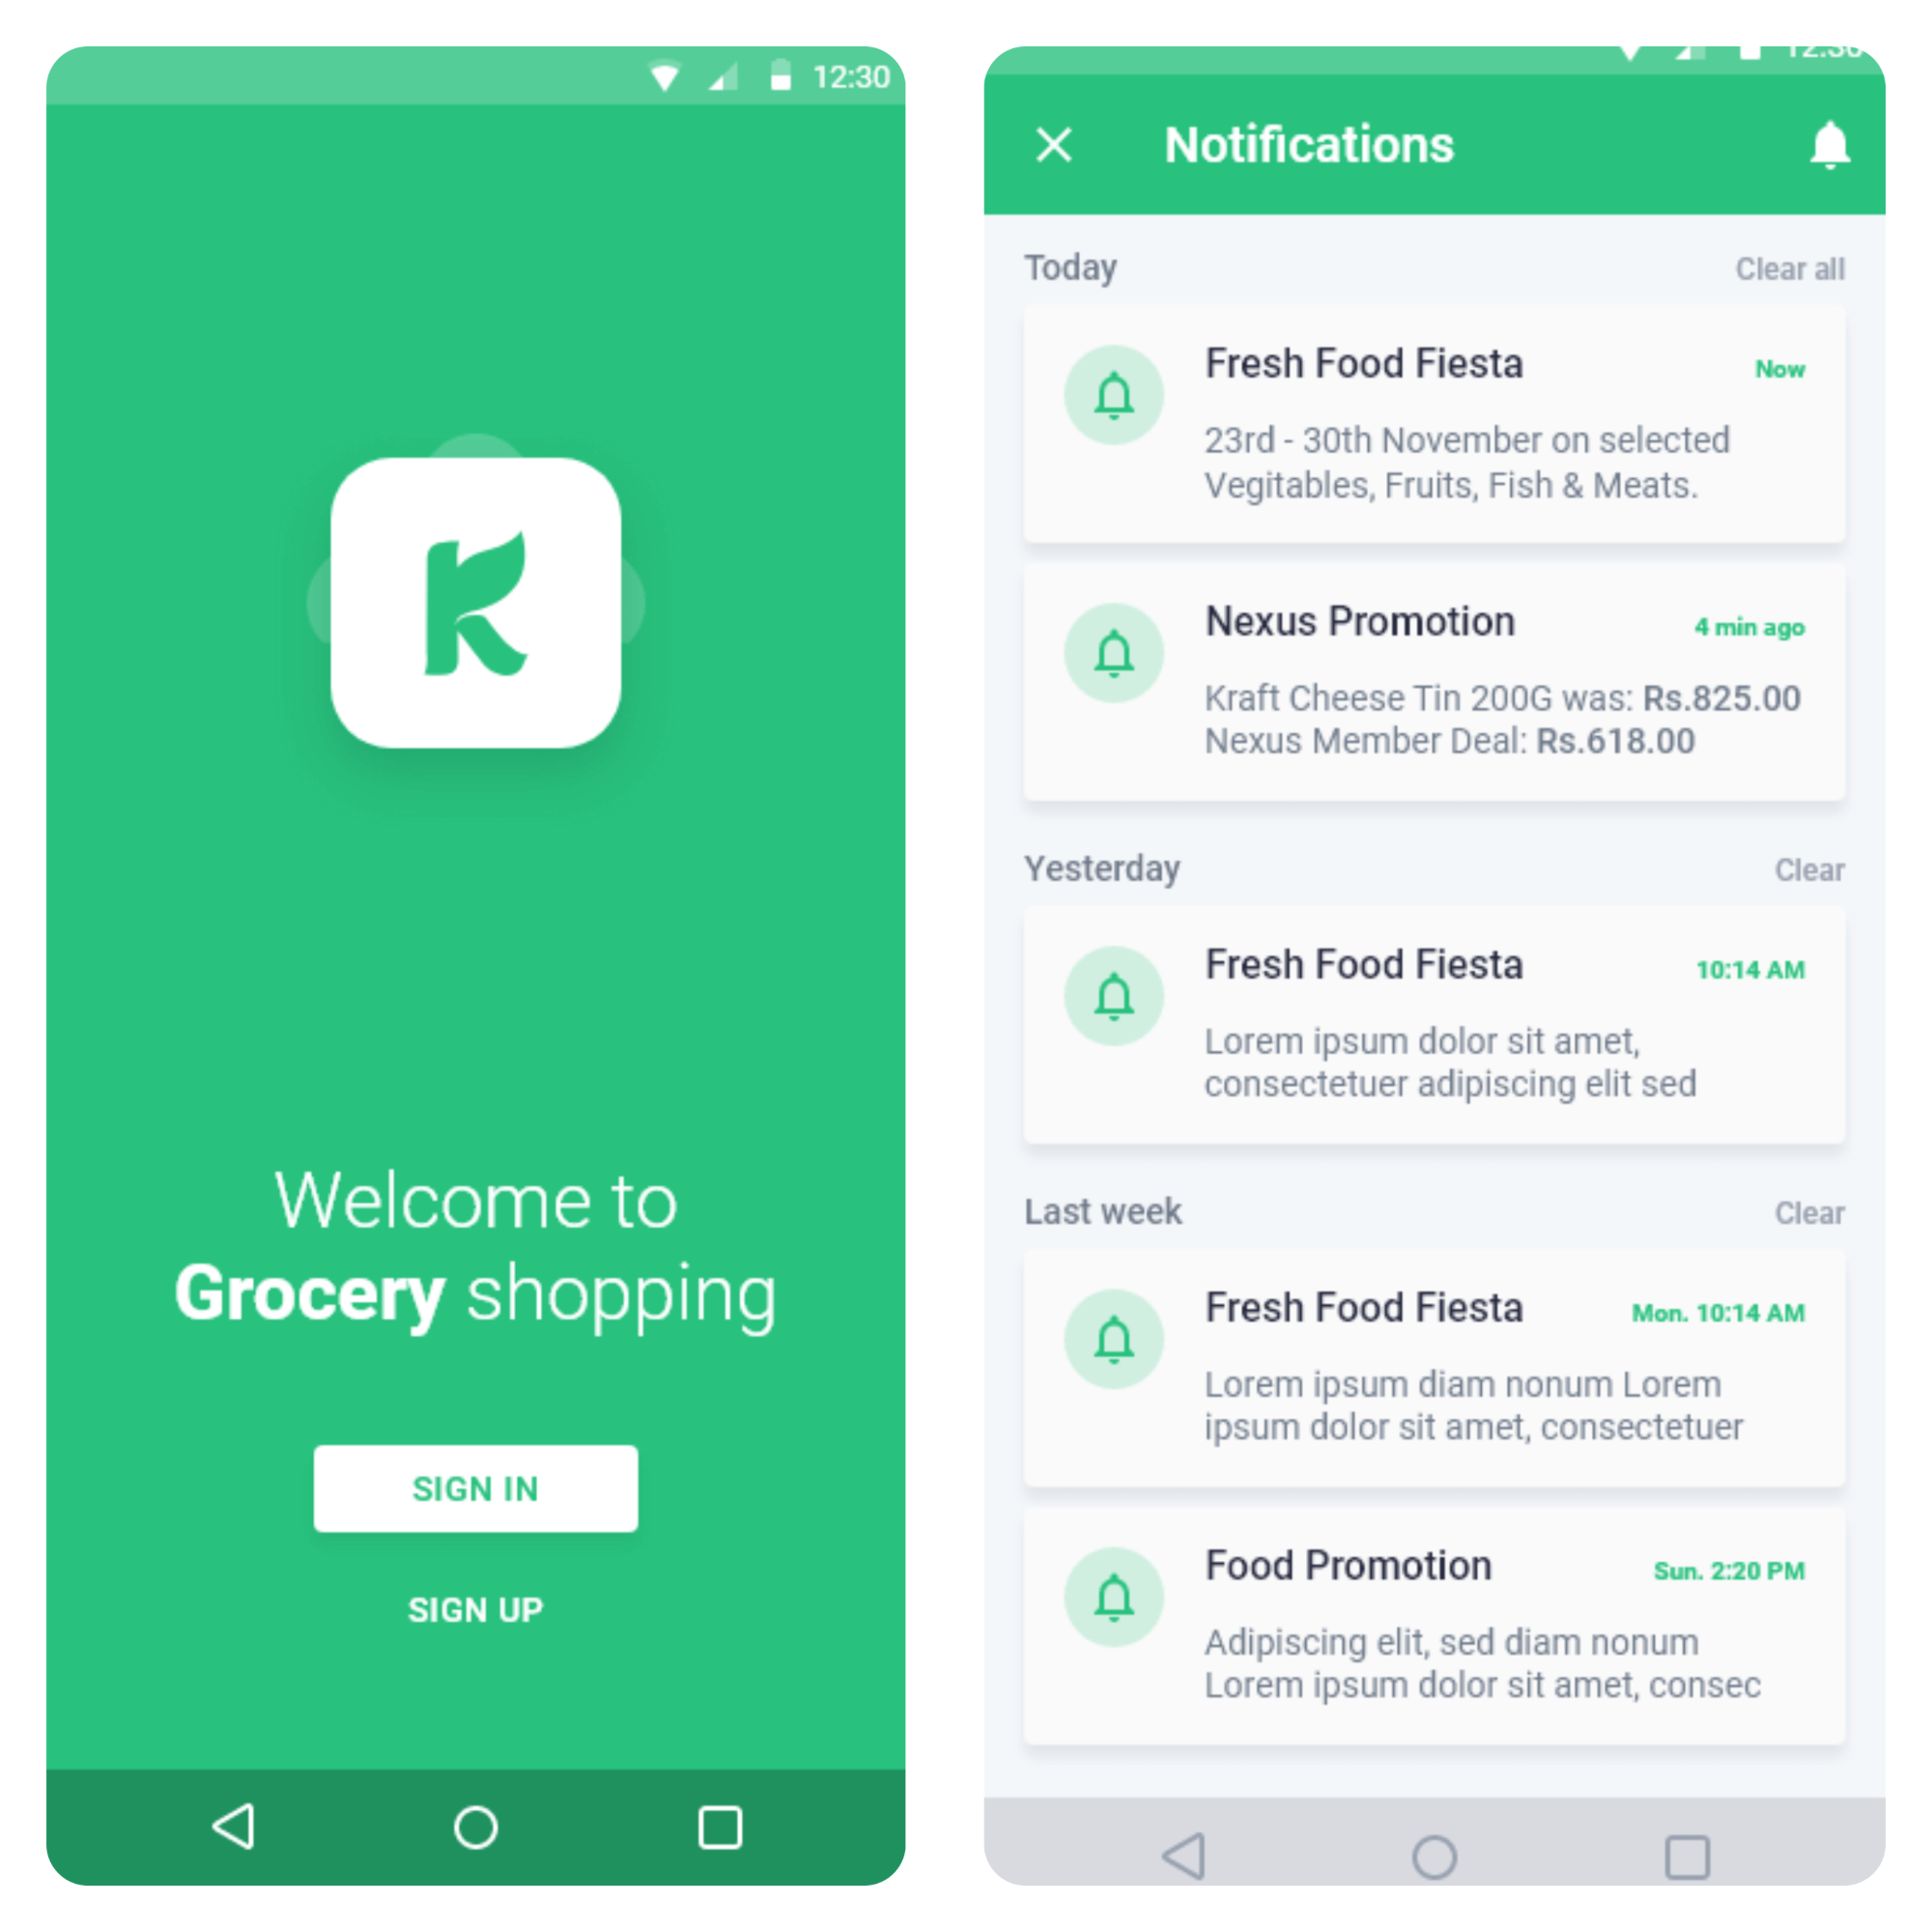 12:30
K
Welcome to
Grocery shopping
SIGN IN
SIGN UP
12:30
Notifications
Today
Clear all
Fresh Food Fiesta
Now
23rd - 30th November on selected
Vegitables, Fruits, Fish & Meats.
Nexus Promotion
4 min ago
Kraft Cheese Tin 200G was: Rs.825.00
Nexus Member Deal: Rs.618.00
Yesterday
Clear
Fresh Food Fiesta
10:14 AM
Lorem ipsum dolor sit amet,
consectetuer adipiscing elit sed
Last week
Clear
Fresh Food Fiesta
Mon. 10:14 AM
Lorem ipsum diam nonum Lorem
ipsum dolor sit amet, consectetuer
Food Promotion
Sun. 2:20 PM
Adipiscing elit, sed diam nonum
Lorem ipsum dolor sit amet, consec